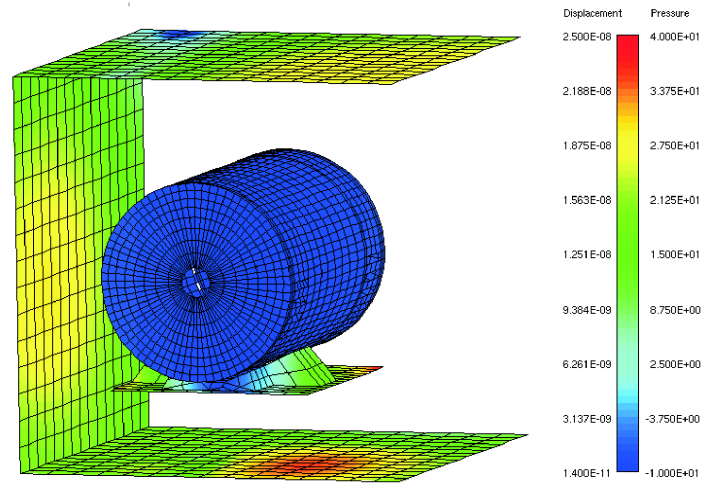 Displacement Pressure
2.500E-08 4.000E+01
2.188E-08 3.375E+01
1.875E-08 2.750E+01
1.563E-08 2.125E+01
1.251E-08 1.500E+01
9.384E-09 8.750E+00
6.261E-09 2.500E+00
3.137E-09 -3.750E+00
1.400E-11 -1.000E+01